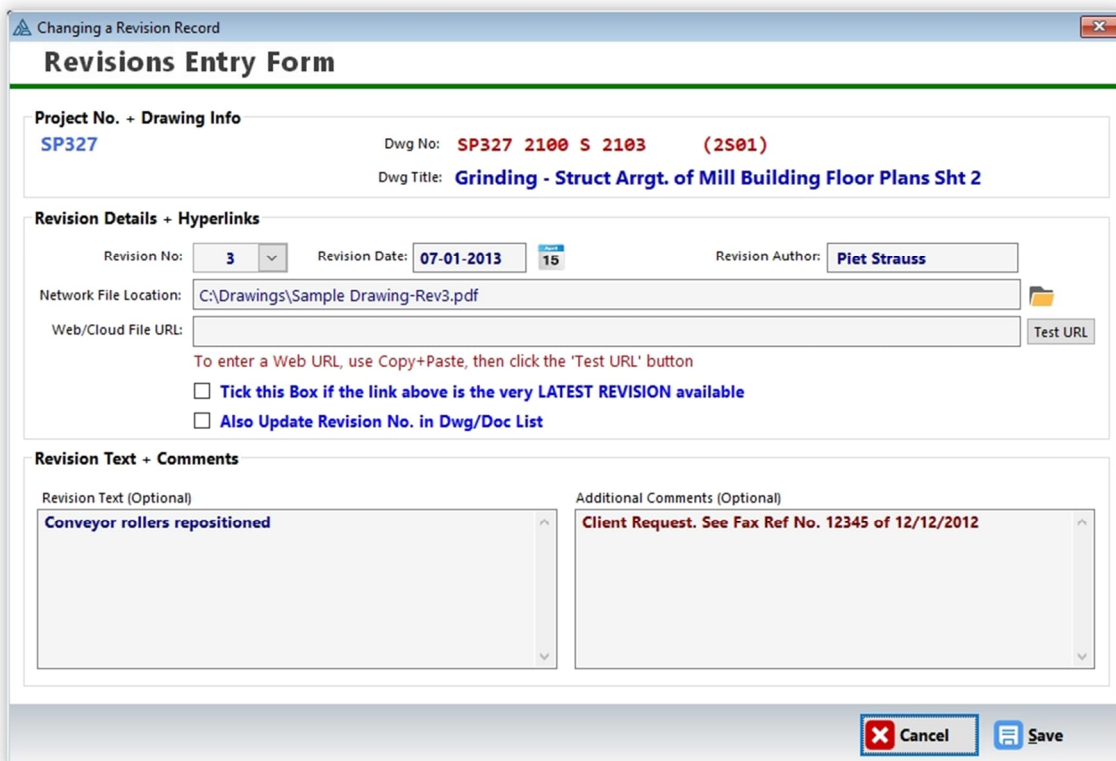 Changing a Revision Record
Revisions Entry Form
Project No. + Drawing Info
SP327
Dwg No: SP327 2100 S 2103 (2S01)
Dwg Title: Grinding - Struct Arrgt. of Mill Building Floor Plans Sht 2
Revision Details + Hyperlinks
Revision No: 3 Revision Date: 07-01-2013 15 Revision Author: Piet Strauss
Network File Location: C:\Drawings\Sample Drawing-Rev3.pdf
Web/Cloud File URL: Test URL
To enter a Web URL, use Copy+Paste, then click the 'Test URL' button
Tick this Box if the link above is the very LATEST REVISION available
Also Update Revision No. in Dwg/Doc List
Revision Text + Comments
Revision Text (Optional) Additional Comments (Optional)
Conveyor rollers repositioned Client Request. See Fax Ref No. 12345 of 12/12/2012
Cancel Save